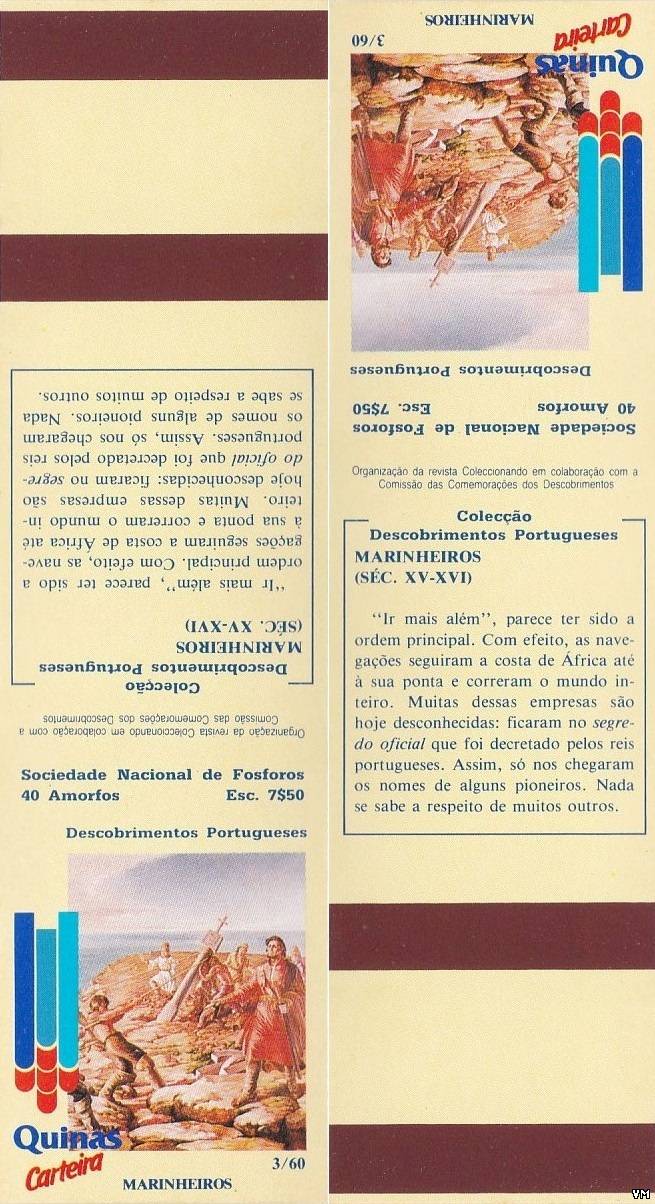 se sabe a respeito de muitos outros.
os nomes de alguns pioneiros. Nada
portugueses. Assim, só nos chegaram
do oficial que foi decretado pelos reis
hoje desconhecidas: ficaram no segre-
teiro. Muitas dessas empresas são
à sua ponta e correram o mundo in-
gações seguiram a costa de África até
ordem principal. Com efeito, as nave-
"Ir mais além", parece ter sido a
(SÉC. XV-XVI)
MARINHEIROS
Descobrimentos Portugueses
Colecção
Comissão das Comemorações dos Descobrimentos
Organização da revista Coleccionando em colaboração com a
Sociedade Nacional de Fosforos
40 Amorfos Esc. 7$50
Descobrimentos Portugueses
Quinas
Carteira
3/60
MARINHEIROS
MARINHEIROS
3/60
Carteira
Quinas
Descobrimentos Portugueses
40 Amorfos Esc. 7$50
Sociedade Nacional de Fosforos
Organização da revista Coleccionando em colaboração com a
Comissão das Comemorações dos Descobrimentos
Colecção
Descobrimentos Portugueses
MARINHEIROS
(SÉC. XV-XVI)
"Ir mais além", parece ter sido a
ordem principal. Com efeito, as nave-
gações seguiram a costa de África até
à sua ponta e correram o mundo in-
teiro. Muitas dessas empresas são
hoje desconhecidas: ficaram no segre-
do oficial que foi decretado pelos reis
portugueses. Assim, só nos chegaram
os nomes de alguns pioneiros. Nada
se sabe a respeito de muitos outros.
VM